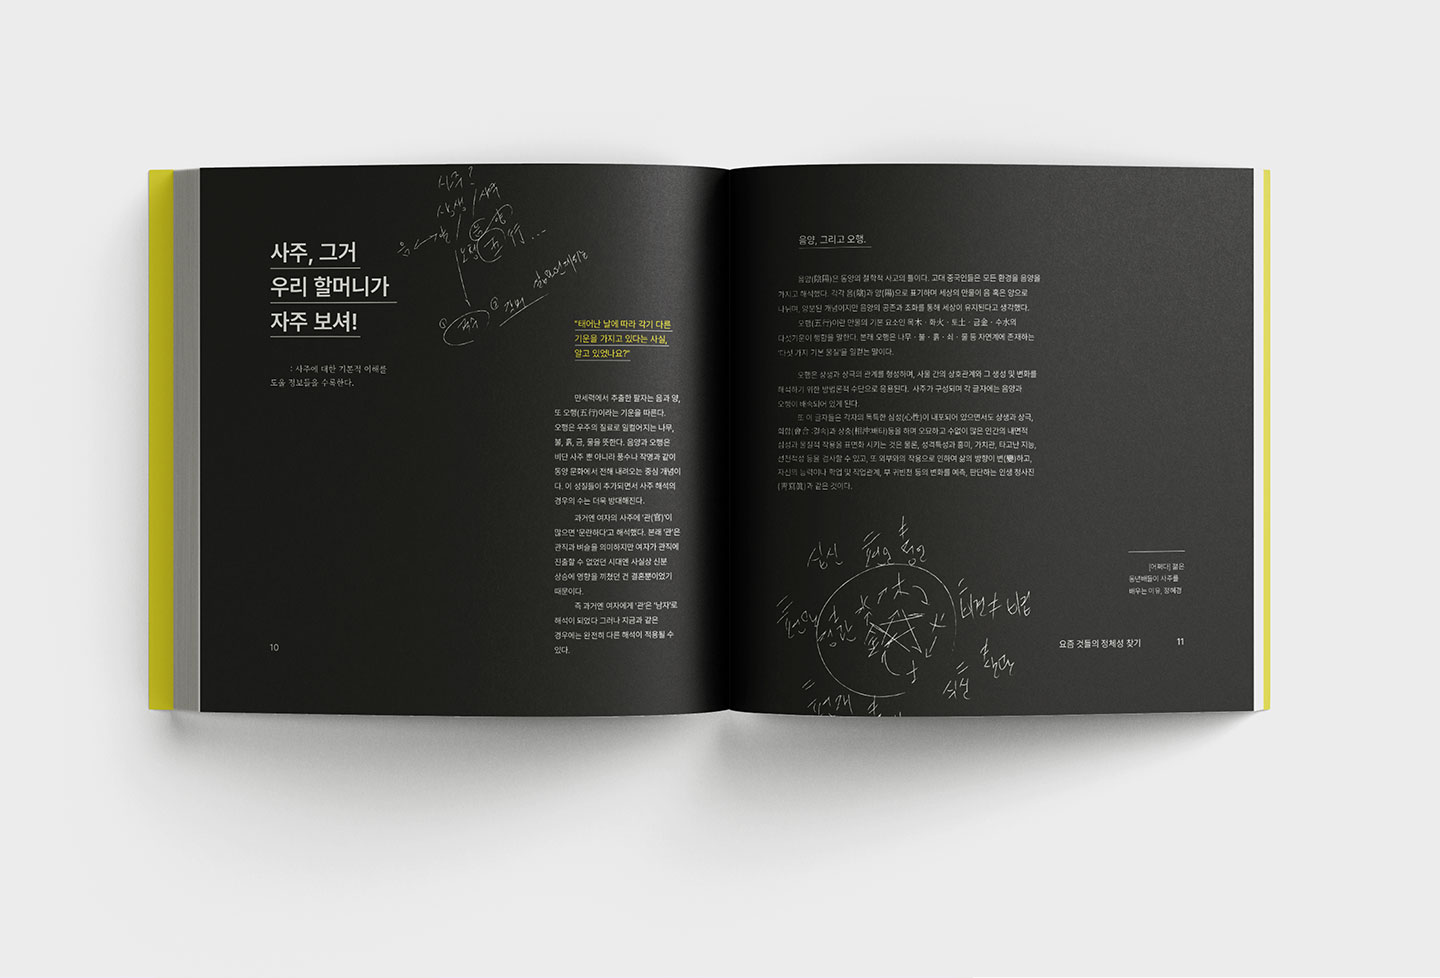 사주?
상생 / 사주
음
오행
五行...
사주, 그거
우리 할머니가
자주 보셔!
: 사주에 대한 기본적 이해를
도울 정보들을 수록한다.
"태어난 날에 따라 각기 다른
기운을 가지고 있다는 사실,
알고 있었나요?"
만세력에서 추출한 팔자는 음과 양,
또 오행(五行)이라는 기운을 따른다.
오행은 우주의 질료로 일컬어지는 나무,
불, 흙, 금, 물을 뜻한다. 음양과 오행은
비단 사주 뿐 아니라 풍수나 작명과 같이
동양 문화에서 전해 내려오는 중심 개념이
다. 이 성질들이 추가되면서 사주 해석의
경우의 수는 더욱 방대해진다.
과거엔 여자의 사주에 '관(官)'이
많으면 '문란하다'고 해석했다. 본래 '관'은
관직과 벼슬을 의미하지만 여자가 관직에
진출할 수 없었던 시대엔 사실상 신분
상승에 영향을 끼쳤던 건 결혼뿐이었기
때문이다.
즉 과거엔 여자에게 '관'은 '남자'로
해석이 되었다 그러나 지금과 같은
경우에는 완전히 다른 해석이 적용될 수
있다.
10
음양, 그리고 오행.
음양(陰陽)은 동양의 철학적 사고의 틀이다. 고대 중국인들은 모든 환경을 음양을
가지고 해석했다. 각각 음(陰)과 양(陽)으로 표기하며 세상의 만물이 음 혹은 양으로
나뉘며, 양분된 개념이지만 음양의 공존과 조화를 통해 세상이 유지된다고 생각했다.
오행(五行)이란 만물의 기본 요소인 목木 · 화火 · 토土 · 금金 · 수水의
다섯기운이 행함을 말한다. 본래 오행은 나무 · 불 · 흙 · 쇠 · 물 등 자연계에 존재하는
'다섯 가지 기본 물질'을 일컫는 말이다.
오행은 상생과 상극의 관계를 형성하며, 사물 간의 상호관계와 그 생성 및 변화를
해석하기 위한 방법론적 수단으로 응용된다. 사주가 구성되며 각 글자에는 음양과
오행이 배속되어 있게 된다.
또 이 글자들은 각자의 독특한 심성(心性)이 내포되어 있으면서도 상생과 상극,
회합(會合 :결속)과 상충(相沖:배타)등을 하며 오묘하고 수없이 많은 인간의 내면적
심성과 물질적 작용을 표면화 시키는 것은 물론, 성격특성과 흥미, 가치관, 타고난 지능,
선천적성 등을 검사할 수 있고, 또 외부와의 작용으로 인하여 삶의 방향이 변(變)하고,
자신의 능력이나 학업 및 직업관계, 부 귀빈천 등의 변화를 예측, 판단하는 인생 청사진
(靑寫眞)과 같은 것이다.
십신
식신
[어쩌다] 젊은
동년배들이 사주를
배우는 이유, 정혜경
요즘 것들의 정체성 찾기
11